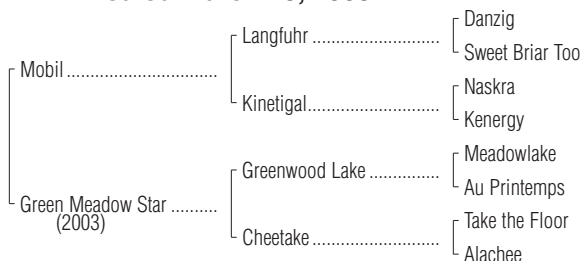 Mobil
Green Meadow Star
(2003)
Langfuhr
Kinetigal
Greenwood Lake
Cheetake
Danzig
Sweet Briar Too
Naskra
Kenergy
Meadowlake
Au Printemps
Take the Floor
Alachee